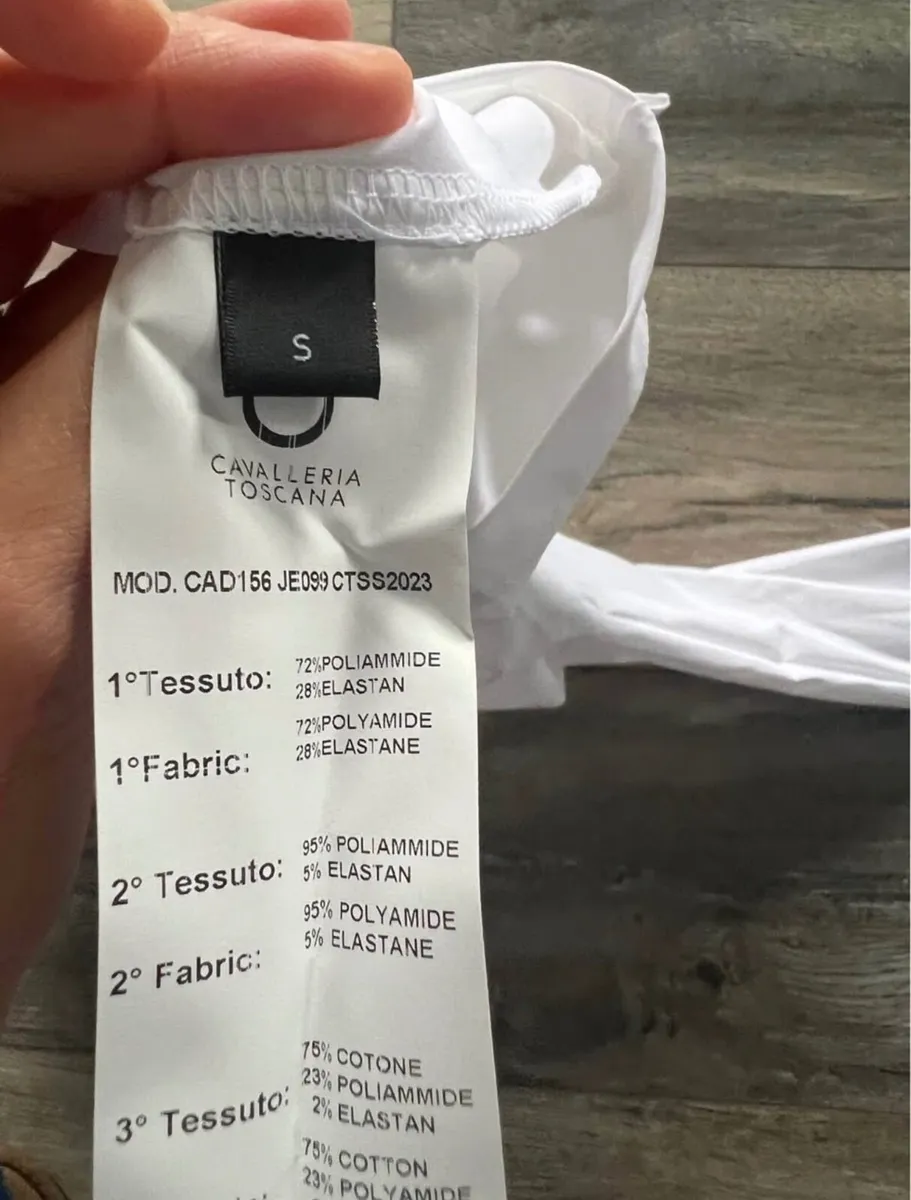 S
CAVALLERIA
TOSCANA
MOD. CAD156 JE099 CTSS2023
1°Tessuto: 72%POLIAMMIDE
28%ELASTAN
1°Fabric: 72%POLYAMIDE
28%ELASTANE
2° Tessuto: 95% POLIAMMIDE
5% ELASTAN
2° Fabric: 95% POLYAMIDE
5% ELASTANE
3° Tessuto: 75% COTONE
23% POLIAMMIDE
2% ELASTAN
75% COTTON
23% POLYAMIDE